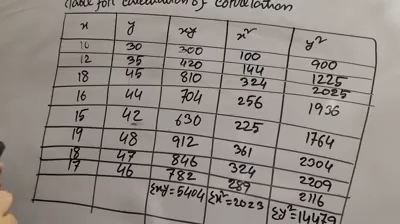 Table for calculation of correlation
x y xy x² y²
10 30 300 100 900
12 35 420 144 1225
18 45 810 324 2025
16 44 704 256 1936
15 42 630 225 1764
19 48 912 361 2304
18 47 846 324 2209
17 46 782 289 2116
Σxy=5404 Σx²=2023 Σy²=14479